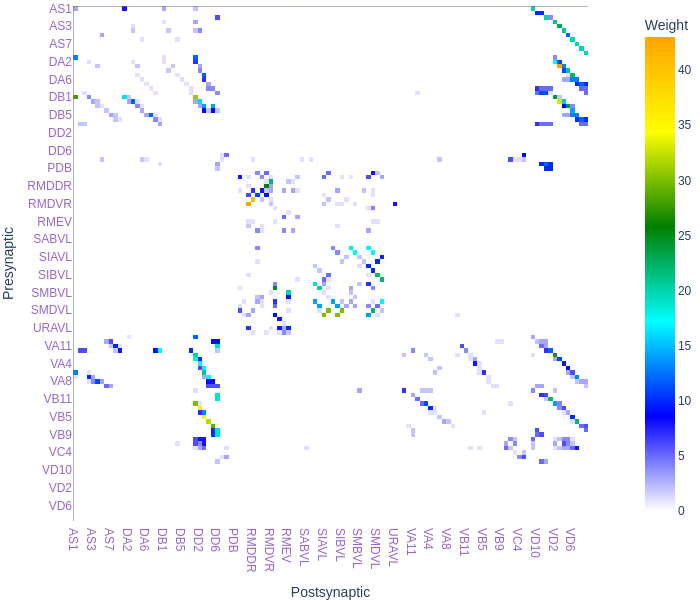 Weight
AS1
AS3
AS7
DA2
DA6
DB1
DB5
DD2
DD6
PDB
RMDDR
RMDVR
RMEV
SABVL
SIAVL
SIBVL
SMBVL
SMDVL
URAVL
VA11
VA4
VA8
VB11
VB5
VB9
VC4
VD10
VD2
VD6
Presynaptic
40
35
30
25
20
15
10
5
0
AS1
AS3
AS7
DA2
DA6
DB1
DB5
DD2
DD6
PDB
RMDDR
RMDVR
RMEV
SABVL
SIAVL
SIBVL
SMBVL
SMDVL
URAVL
VA11
VA4
VA8
VB11
VB5
VB9
VC4
VD10
VD2
VD6
Postsynaptic